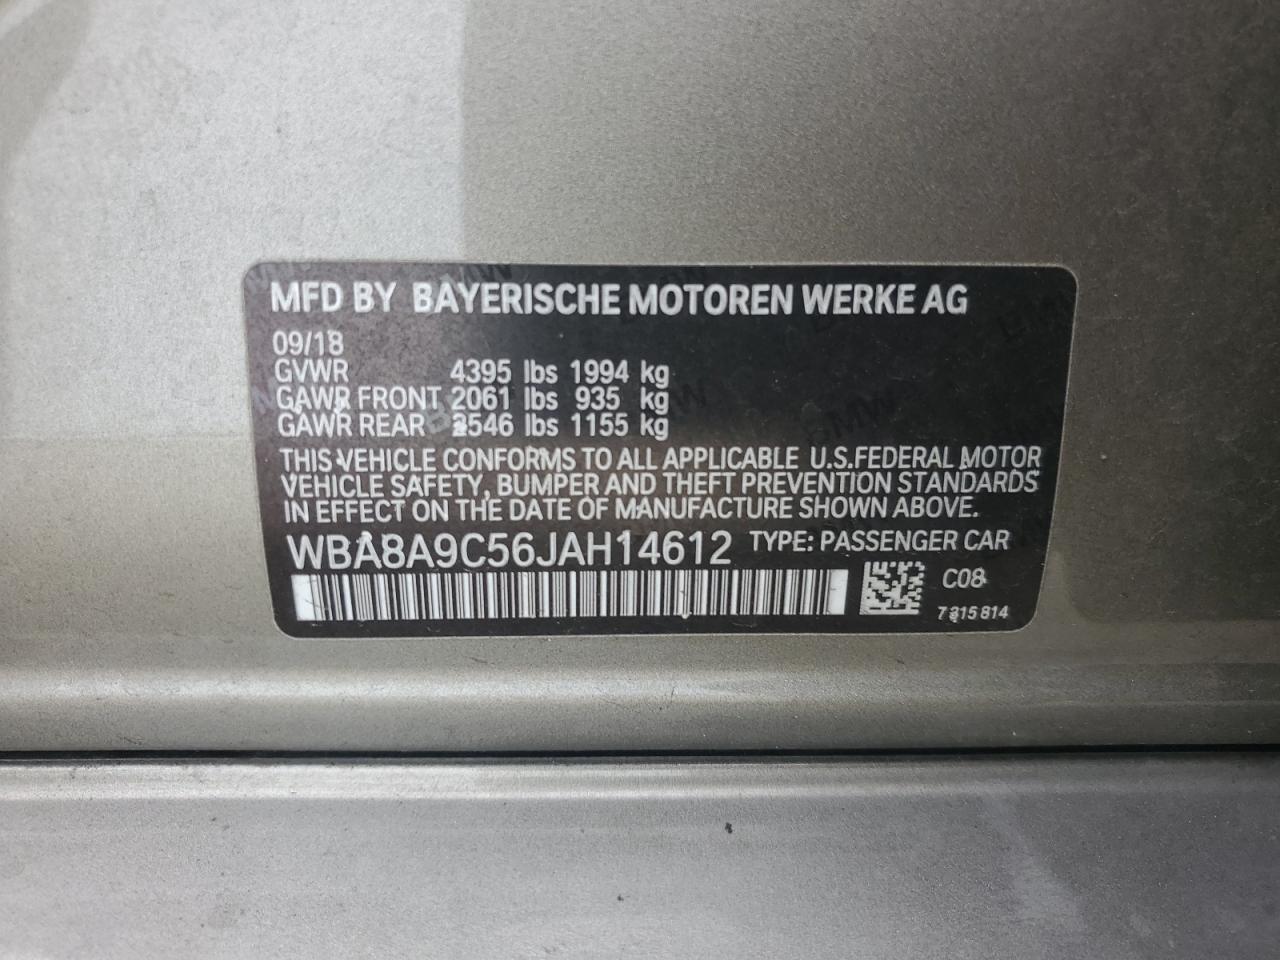 MFD BY BAYERISCHE MOTOREN WERKE AG
09/18
GVWR 4395 lbs 1994 kg
GAWR FRONT 2061 lbs 935 kg
GAWR REAR 2546 lbs 1155 kg
THIS VEHICLE CONFORMS TO ALL APPLICABLE U.S.FEDERAL MOTOR
VEHICLE SAFETY, BUMPER AND THEFT PREVENTION STANDARDS
IN EFFECT ON THE DATE OF MANUFACTURE SHOWN ABOVE.
WBA8A9C56JAH14612 TYPE: PASSENGER CAR
C08
7 315 814